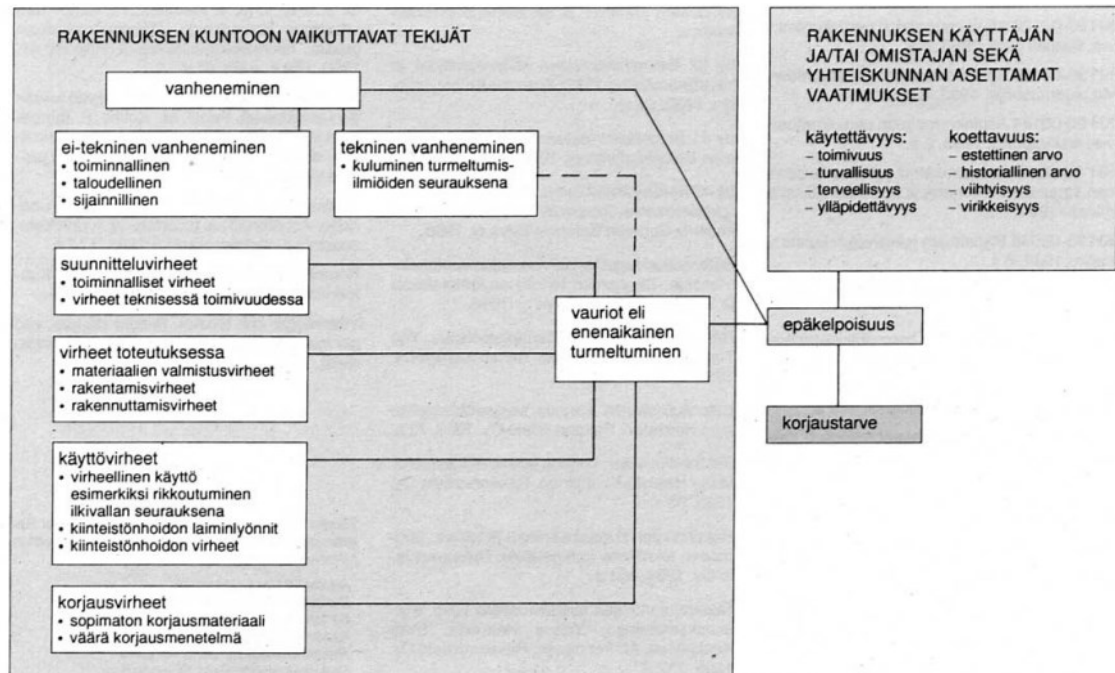 RAKENNUKSEN KUNTOON VAIKUTTAVAT TEKIJÄT
vanheneminen
ei-tekninen vanheneminen
• toiminnallinen
• taloudellinen
• sijainnillinen
tekninen vanheneminen
• kuluminen turmeltumis-
ilmiöiden seurauksena
suunnitteluvirheet
• toiminnalliset virheet
• virheet teknisessä toimivuudessa
virheet toteutuksessa
• materiaalien valmistusvirheet
• rakentamisvirheet
• rakennuttamisvirheet
käyttövirheet
• virheellinen käyttö
esimerkiksi rikkoutuminen
ilkivallan seurauksena
• kiinteistönhoidon laiminlyönnit
• kiinteistönhoidon virheet
korjausvirheet
• sopimaton korjausmateriaali
• väärä korjausmenetelmä
vauriot eli
enenaikainen
turmeltuminen
RAKENNUKSEN KÄYTTÄJÄN
JA/TAI OMISTAJAN SEKÄ
YHTEISKUNNAN ASETTAMAT
VAATIMUKSET
käytettävyys:
– toimivuus
– turvallisuus
– terveellisyys
– ylläpidettävyys
koettavuus:
– estettinen arvo
– historiallinen arvo
– viihtyisyys
– virikkeisyys
epäkelpoisuus
korjaustarve